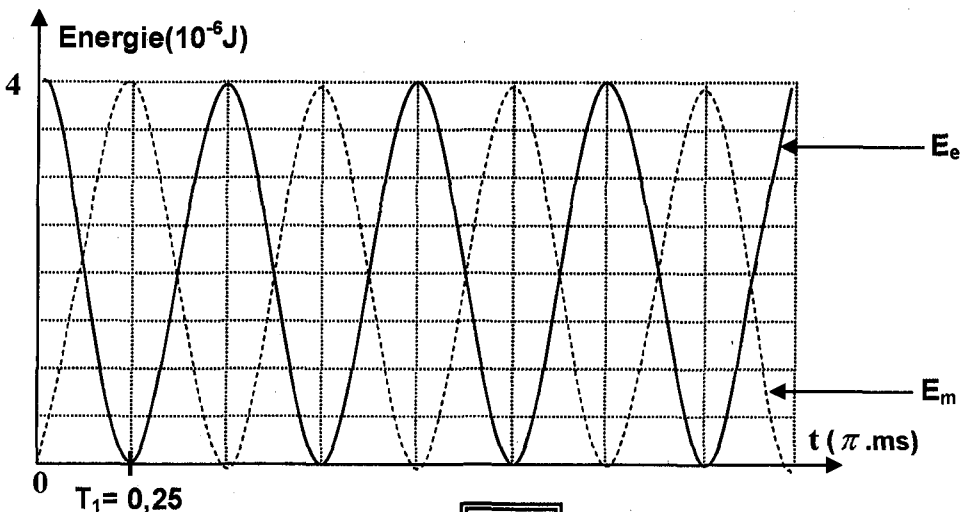 Energie(10⁻⁶J)
4
Eₑ
Eₘ
t ( π .ms)
0
T₁= 0,25